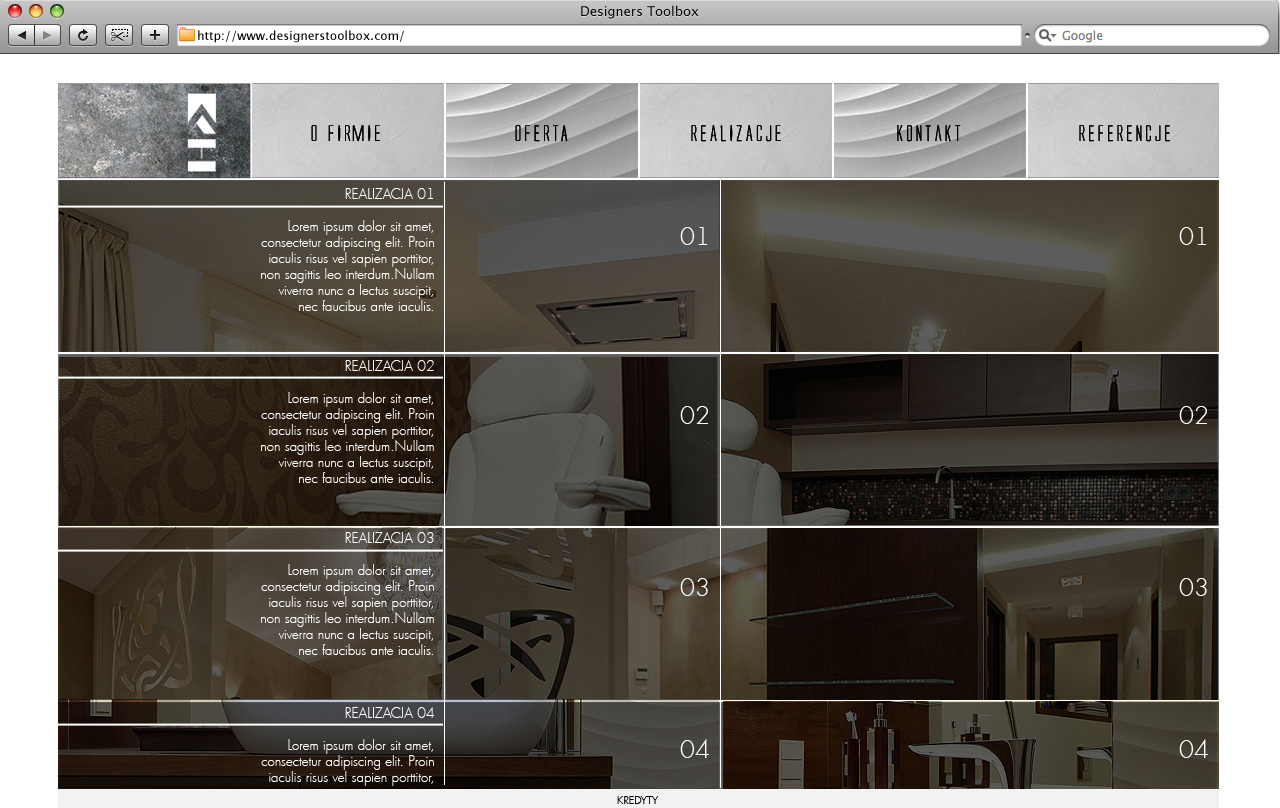 Designers Toolbox
http://www.designerstoolbox.com/
Google
O FIRMIE
OFERTA
REALIZACJE
KONTAKT
REFERENCJE
REALIZACJA 01
Lorem ipsum dolor sit amet,
consectetur adipiscing elit. Proin
iaculis risus vel sapien porttitor,
non sagittis leo interdum.Nullam
viverra nunc a lectus suscipit,
nec faucibus ante iaculis.
01
01
REALIZACJA 02
Lorem ipsum dolor sit amet,
consectetur adipiscing elit. Proin
iaculis risus vel sapien porttitor,
non sagittis leo interdum.Nullam
viverra nunc a lectus suscipit,
nec faucibus ante iaculis.
02
02
REALIZACJA 03
Lorem ipsum dolor sit amet,
consectetur adipiscing elit. Proin
iaculis risus vel sapien porttitor,
non sagittis leo interdum.Nullam
viverra nunc a lectus suscipit,
nec faucibus ante iaculis.
03
03
REALIZACJA 04
Lorem ipsum dolor sit amet,
consectetur adipiscing elit. Proin
iaculis risus vel sapien porttitor,
04
04
KREDYTY